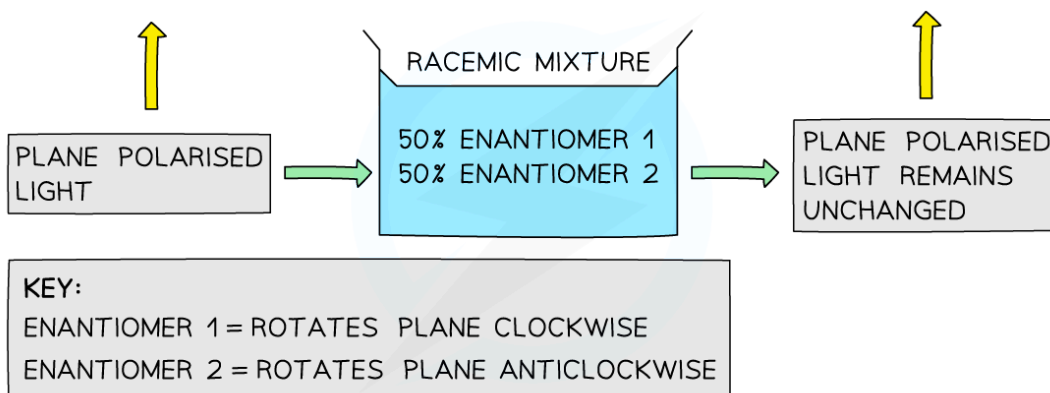 RACEMIC MIXTURE
PLANE POLARISED
LIGHT
50% ENANTIOMER 1
50% ENANTIOMER 2
PLANE POLARISED
LIGHT REMAINS
UNCHANGED
KEY:
ENANTIOMER 1 = ROTATES PLANE CLOCKWISE
ENANTIOMER 2 = ROTATES PLANE ANTICLOCKWISE